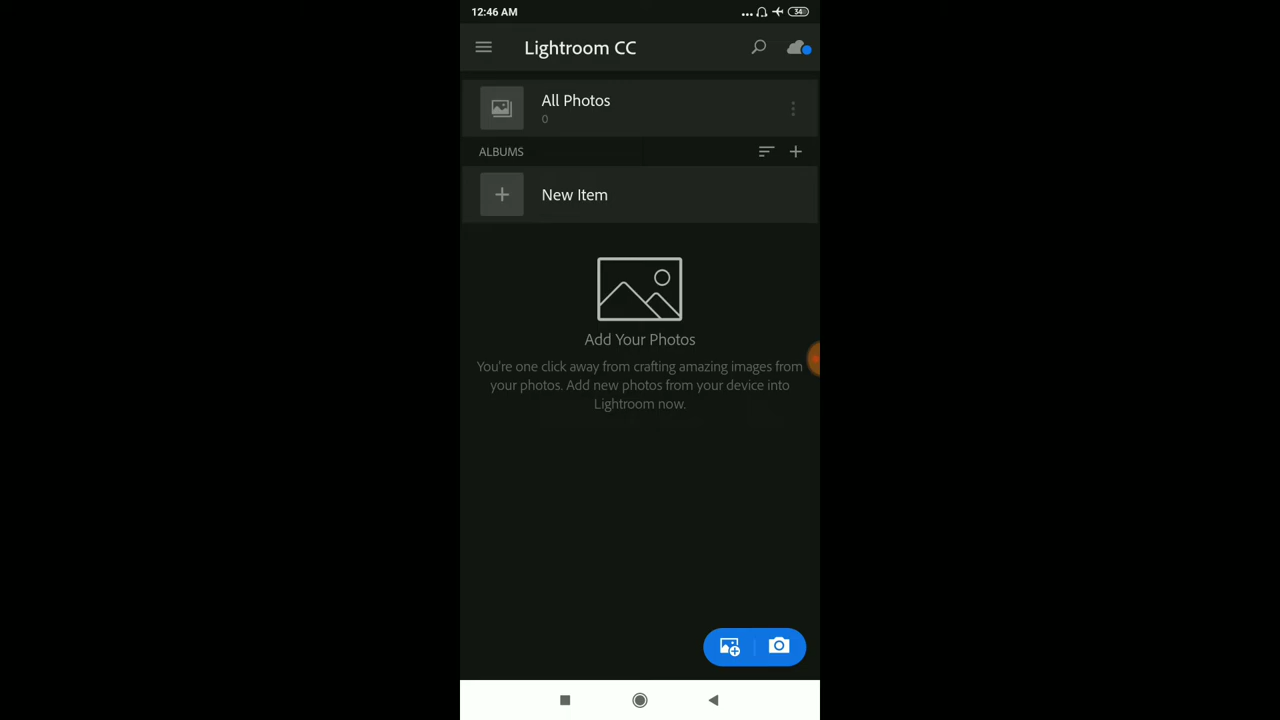 12:46 AM
34
Lightroom CC
All Photos
0
ALBUMS
New Item
Add Your Photos
You're one click away from crafting amazing images from
your photos. Add new photos from your device into
Lightroom now.